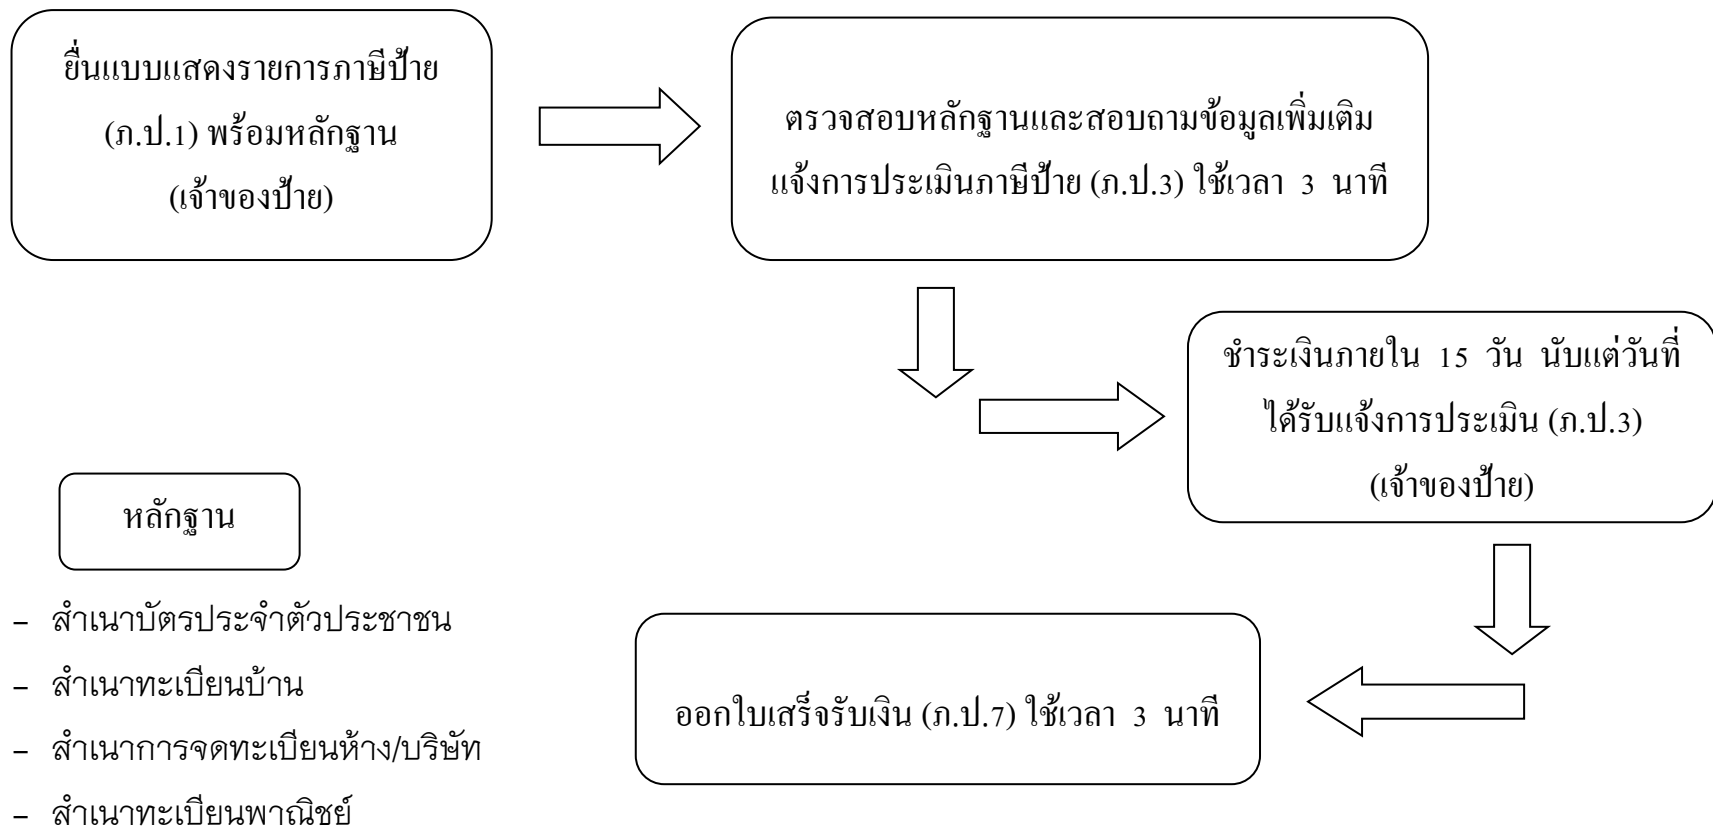 ยื่นแบบแสดงรายการภาษีป้าย
(ภ.ป.1) พร้อมหลักฐาน
(เจ้าของป้าย)
ตรวจสอบหลักฐานและสอบถามข้อมูลเพิ่มเติม
แจ้งการประเมินภาษีป้าย (ภ.ป.3) ใช้เวลา 3 นาที
ชำระเงินภายใน 15 วัน นับแต่วันที่
ได้รับแจ้งการประเมิน (ภ.ป.3)
(เจ้าของป้าย)
ออกใบเสร็จรับเงิน (ภ.ป.7) ใช้เวลา 3 นาที
หลักฐาน
- สำเนาบัตรประจำตัวประชาชน
- สำเนาทะเบียนบ้าน
- สำเนาการจดทะเบียนห้าง/บริษัท
- สำเนาทะเบียนพาณิชย์